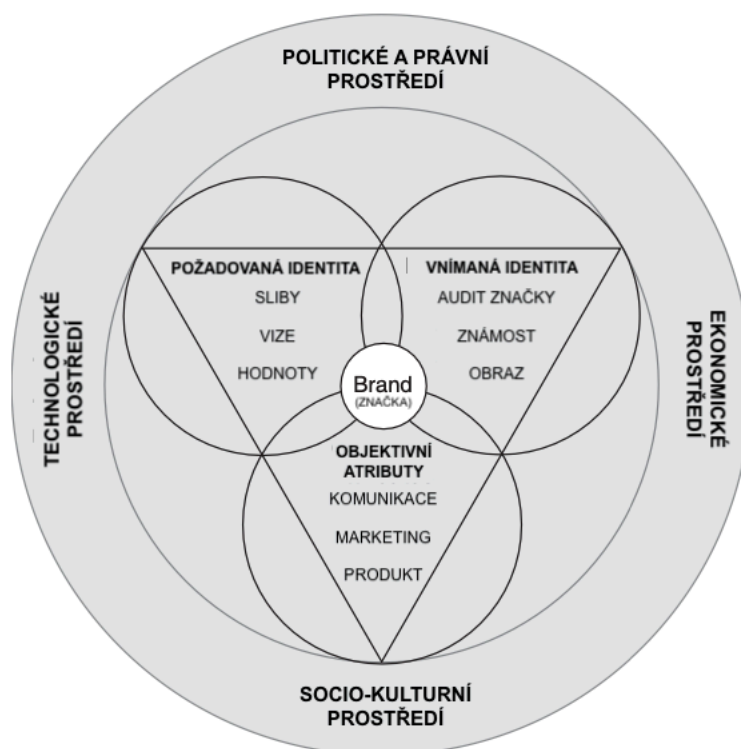 POLITICKÉ A PRÁVNÍ
PROSTŘEDÍ
TECHNOLOGICKÉ
PROSTŘEDÍ
POŽADOVANÁ IDENTITA
SLIBY
VIZE
HODNOTY
VNÍMANÁ IDENTITA
AUDIT ZNAČKY
ZNÁMOST
OBRAZ
EKONOMICKÉ
PROSTŘEDÍ
Brand
(ZNAČKA)
OBJEKTIVNÍ
ATRIBUTY
KOMUNIKACE
MARKETING
PRODUKT
SOCIO-KULTURNÍ
PROSTŘEDÍ